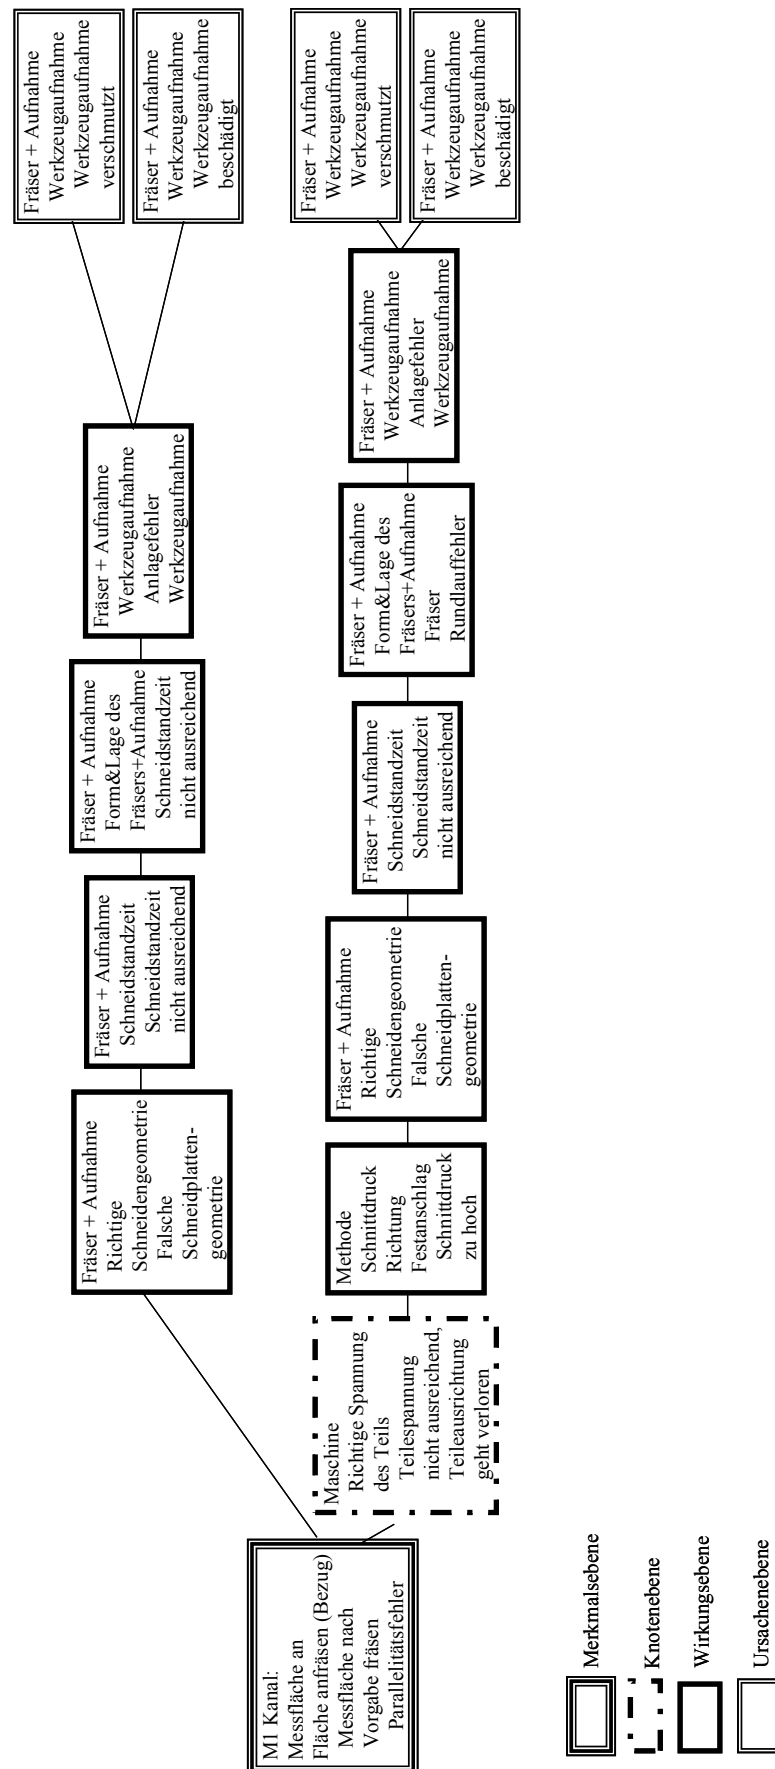 M1 Kanal:
Messfläche an
Fläche anfräsen (Bezug)
Messfläche nach
Vorgabe fräsen
Parallelitätsfehler
Fräser + Aufnahme
Richtige
Schneidengeometrie
Falsche
Schneidplatten-
geometrie
Fräser + Aufnahme
Schneidstandzeit
Schneidstandzeit
nicht ausreichend
Fräser + Aufnahme
Form&Lage des
Fräsers+Aufnahme
Schneidstandzeit
nicht ausreichend
Fräser + Aufnahme
Werkzeugaufnahme
Anlagefehler
Werkzeugaufnahme
Fräser + Aufnahme
Werkzeugaufnahme
Werkzeugaufnahme
verschmutzt
Fräser + Aufnahme
Werkzeugaufnahme
Werkzeugaufnahme
beschädigt
Maschine
Richtige Spannung
des Teils
Teilespannung
nicht ausreichend,
Teileausrichtung
geht verloren
Methode
Schnittdruck
Richtung
Festanschlag
Schnittdruck
zu hoch
Fräser + Aufnahme
Richtige
Schneidengeometrie
Falsche
Schneidplatten-
geometrie
Fräser + Aufnahme
Schneidstandzeit
Schneidstandzeit
nicht ausreichend
Fräser + Aufnahme
Form&Lage des
Fräsers+Aufnahme
Fräser
Rundlauffehler
Fräser + Aufnahme
Werkzeugaufnahme
Anlagefehler
Werkzeugaufnahme
Fräser + Aufnahme
Werkzeugaufnahme
Werkzeugaufnahme
verschmutzt
Fräser + Aufnahme
Werkzeugaufnahme
Werkzeugaufnahme
beschädigt
Merkmalsebene
Knotenebene
Wirkungsebene
Ursachenebene